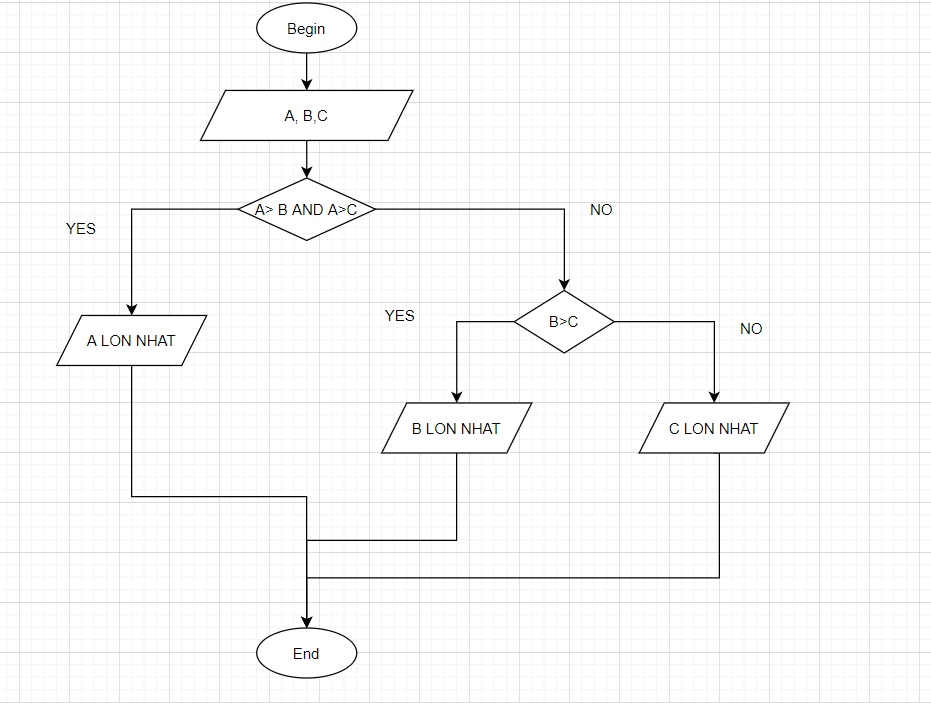 Begin
A, B,C
A> B AND A>C
YES
NO
A LON NHAT
B>C
YES
NO
B LON NHAT
C LON NHAT
End